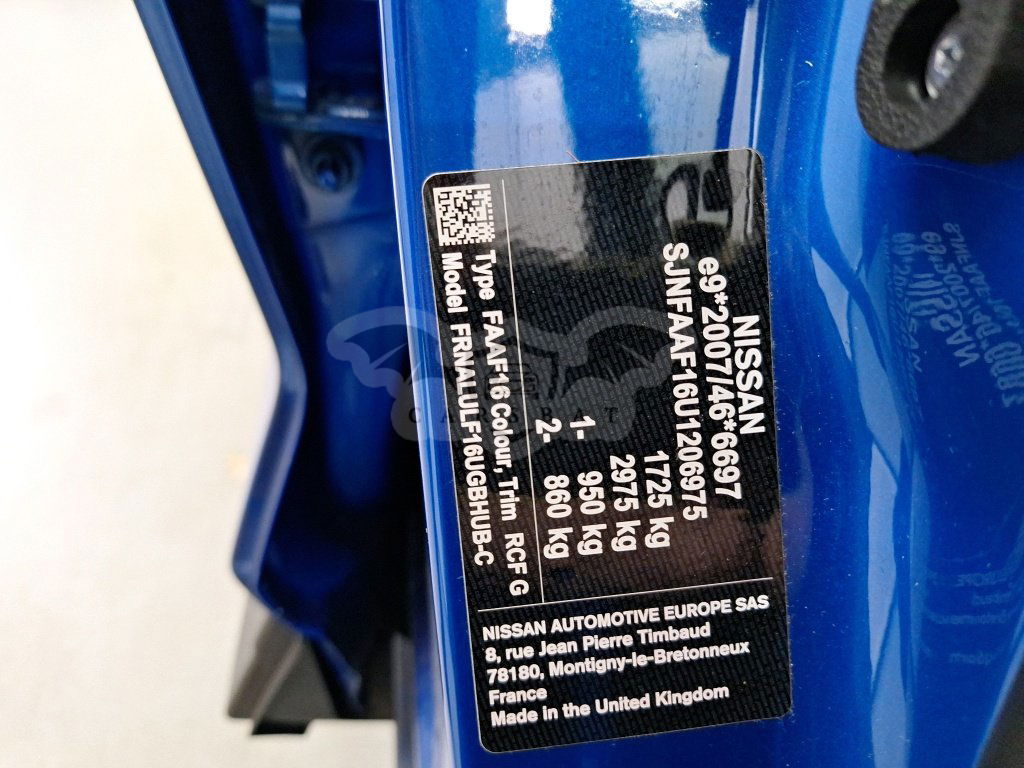 NISSAN
e9*2007/46*6697
SJNFAAF16U1206975
1725 kg
2975 kg
1- 950 kg
2- 860 kg
Type FAAF16 Colour, Trim RCF G
Model FRNALULF16UGBHUB-C
NISSAN AUTOMOTIVE EUROPE SAS
8, rue Jean Pierre Timbaud
78180, Montigny-le-Bretonneux
France
Made in the United Kingdom
CARSBAT